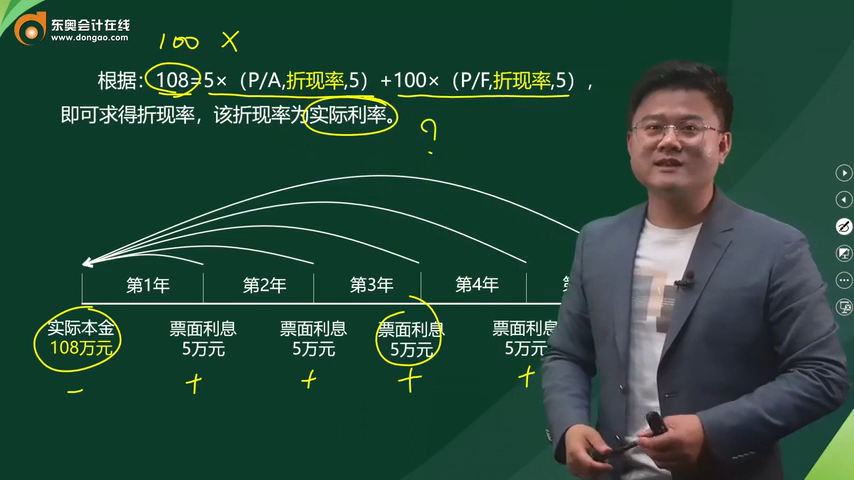 东奥会计在线
www.dongao.com
100 X
根据：108=5×（P/A,折现率,5）+100×（P/F,折现率,5），
即可求得折现率，该折现率为实际利率。
?
第1年 第2年 第3年 第4年
实际本金 票面利息 票面利息 票面利息 票面利息
108万元 5万元 5万元 5万元 5万元
- + + + +